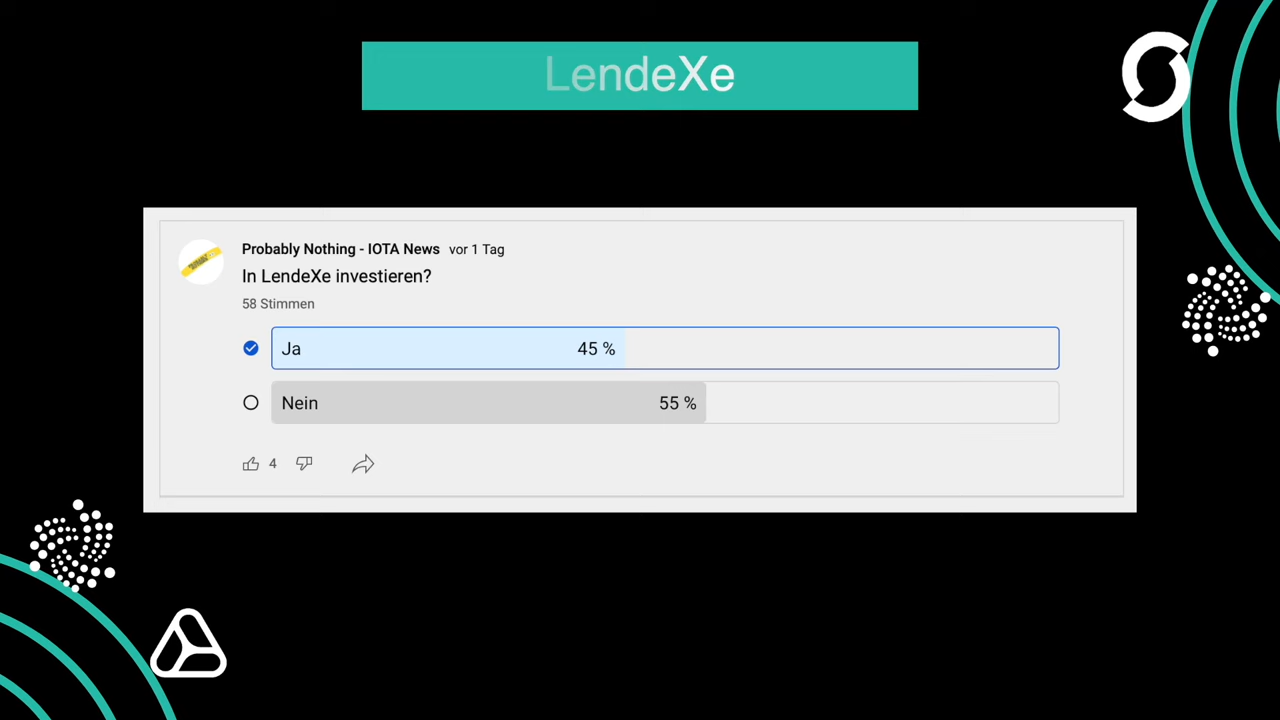 LendeXe
Probably Nothing - IOTA News vor 1 Tag
In LendeXe investieren?
58 Stimmen
Ja 45 %
Nein 55 %
4